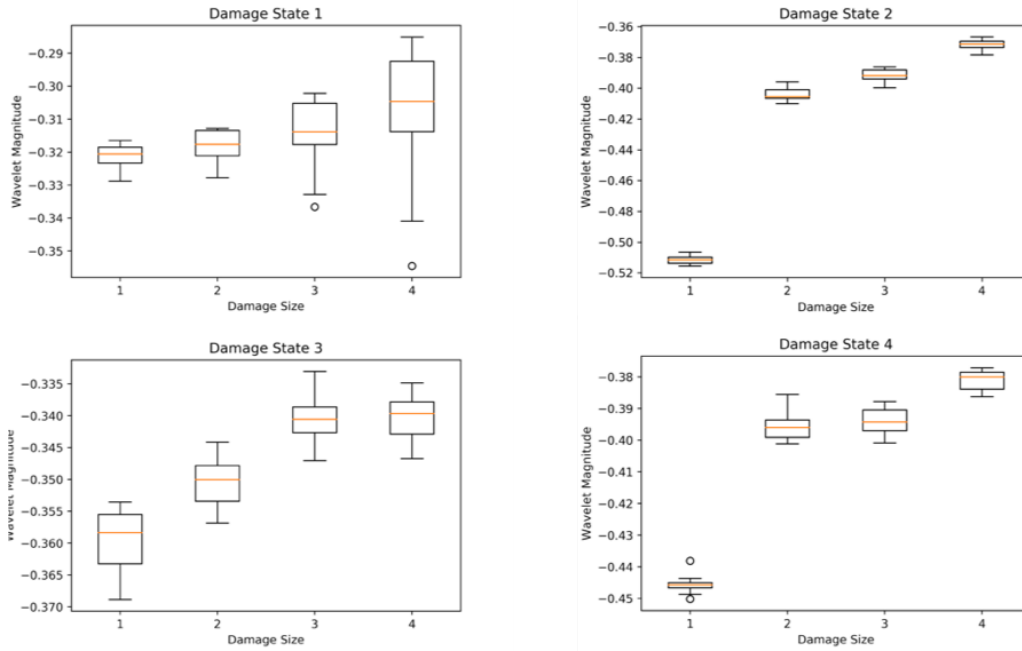 Damage State 1
Wavelet Magnitude
−0.29
−0.30
−0.31
−0.32
−0.33
−0.34
−0.35
1 2 3 4
Damage Size
Damage State 2
Wavelet Magnitude
−0.36
−0.38
−0.40
−0.42
−0.44
−0.46
−0.48
−0.50
−0.52
1 2 3 4
Damage Size
Damage State 3
Wavelet Magnitude
−0.335
−0.340
−0.345
−0.350
−0.355
−0.360
−0.365
−0.370
1 2 3 4
Damage Size
Damage State 4
Wavelet Magnitude
−0.38
−0.39
−0.40
−0.41
−0.42
−0.43
−0.44
−0.45
1 2 3 4
Damage Size